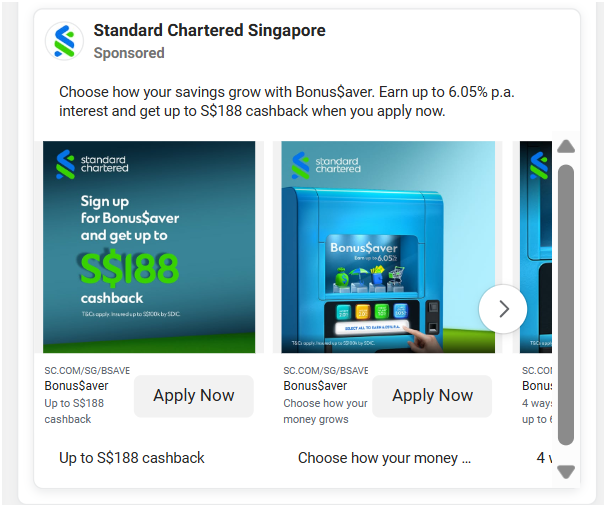 Standard Chartered Singapore
Sponsored
Choose how your savings grow with Bonus$aver. Earn up to 6.05% p.a.
interest and get up to S$188 cashback when you apply now.
standard
chartered
Sign up
for Bonus$aver
and get up to
S$188
cashback
T&Cs apply. Insured up to S$100k by SDIC.
standard
chartered
Bonus$aver
Earn up to 6.05%
SELECT ALL TO EARN 6.05% P.A.
T&Cs apply. Insured up to S$100k by SDIC.
SC.COM/SG/BSAVE
Bonus$aver
Up to S$188
cashback
Apply Now
SC.COM/SG/BSAVE
Bonus$aver
Choose how your
money grows
Apply Now
SC.CO
Bonus
4 ways
up to 6
Up to S$188 cashback
Choose how your money ...
4 w